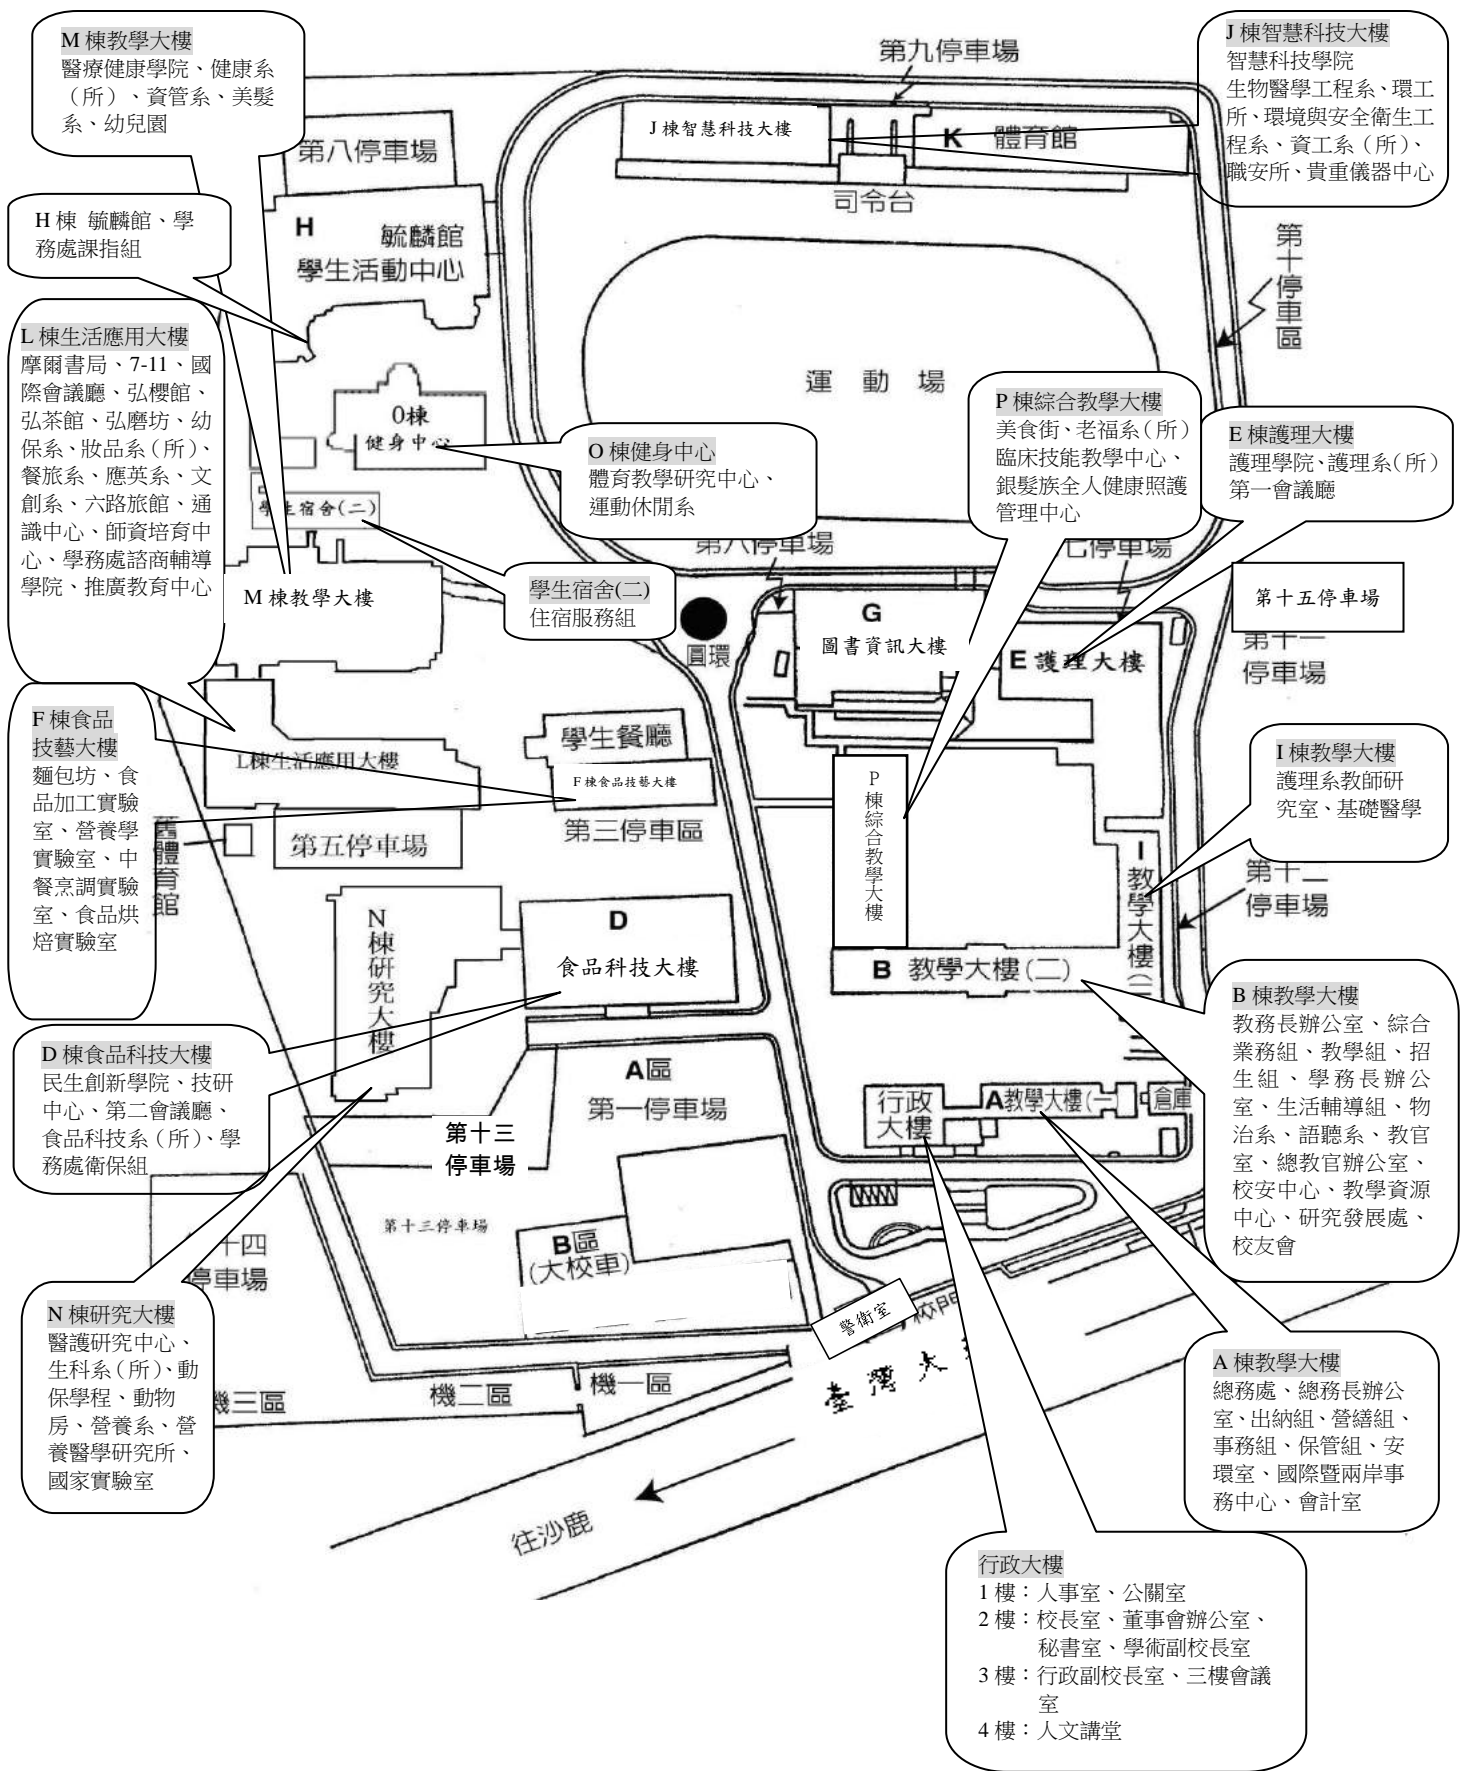 M 棟教學大樓
醫療健康學院、健康系
（所）、資管系、美髮
系、幼兒園
第九停車場
J 棟智慧科技大樓
智慧科技學院
生物醫學工程系、環工
所、環境與安全衛生工
程系、資工系（所）、
職安所、貴重儀器中心
第八停車場
J 棟智慧科技大樓
K 體育館
司令台
H 棟 毓麟館、學
務處課指組
H 毓麟館
學生活動中心
第十停車區
L 棟生活應用大樓
摩爾書局、7-11、國
際會議廳、弘櫻館、
弘茶館、弘磨坊、幼
保系、妝品系（所）、
餐旅系、應英系、文
創系、六路旅館、通
識中心、師資培育中
心、學務處諮商輔導
學院、推廣教育中心
運動場
O棟
健身中心
O 棟健身中心
體育教學研究中心、
運動休閒系
P 棟綜合教學大樓
美食街、老福系（所）
臨床技能教學中心、
銀髮族全人健康照護
管理中心
E 棟護理大樓
護理學院、護理系（所）
第一會議廳
學生宿舍(二)
第八停車場
七停車場
學生宿舍(二)
住宿服務組
M 棟教學大樓
圓環
G
圖書資訊大樓
E 護理大樓
第十五停車場
第十一
停車場
F 棟食品
技藝大樓
麵包坊、食
品加工實驗
室、營養學
實驗室、中
餐烹調實驗
室、食品烘
焙實驗室
L棟生活應用大樓
學生餐廳
F 棟食品技藝大樓
第三停車區
P棟綜合教學大樓
I 棟教學大樓
護理系教師研
究室、基礎醫學
舊體育館
第五停車場
I 教學大樓(
第十二
停車場
N棟研究大樓
D
食品科技大樓
B 教學大樓(二)
B 棟教學大樓
教務長辦公室、綜合
業務組、教學組、招
生組、學務長辦公
室、生活輔導組、物
治系、語聽系、教官
室、總教官辦公室、
校安中心、教學資源
中心、研究發展處、
校友會
D 棟食品科技大樓
民生創新學院、技研
中心、第二會議廳、
食品科技系（所）、學
務處衛保組
A區
第一停車場
第十三
停車場
行政
大樓
A教學大樓(一)
倉庫
第十三停車場
B區
(大校車)
十四
停車場
警衛室
校門
臺灣大
N 棟研究大樓
醫護研究中心、
生科系（所）、動
保學程、動物
房、營養系、營
養醫學研究所、
國家實驗室
機三區
機二區
機一區
A 棟教學大樓
總務處、總務長辦公
室、出納組、營繕組、
事務組、保管組、安
環室、國際暨兩岸事
務中心、會計室
往沙鹿
行政大樓
1 樓：人事室、公關室
2 樓：校長室、董事會辦公室、
秘書室、學術副校長室
3 樓：行政副校長室、三樓會議
室
4 樓：人文講堂